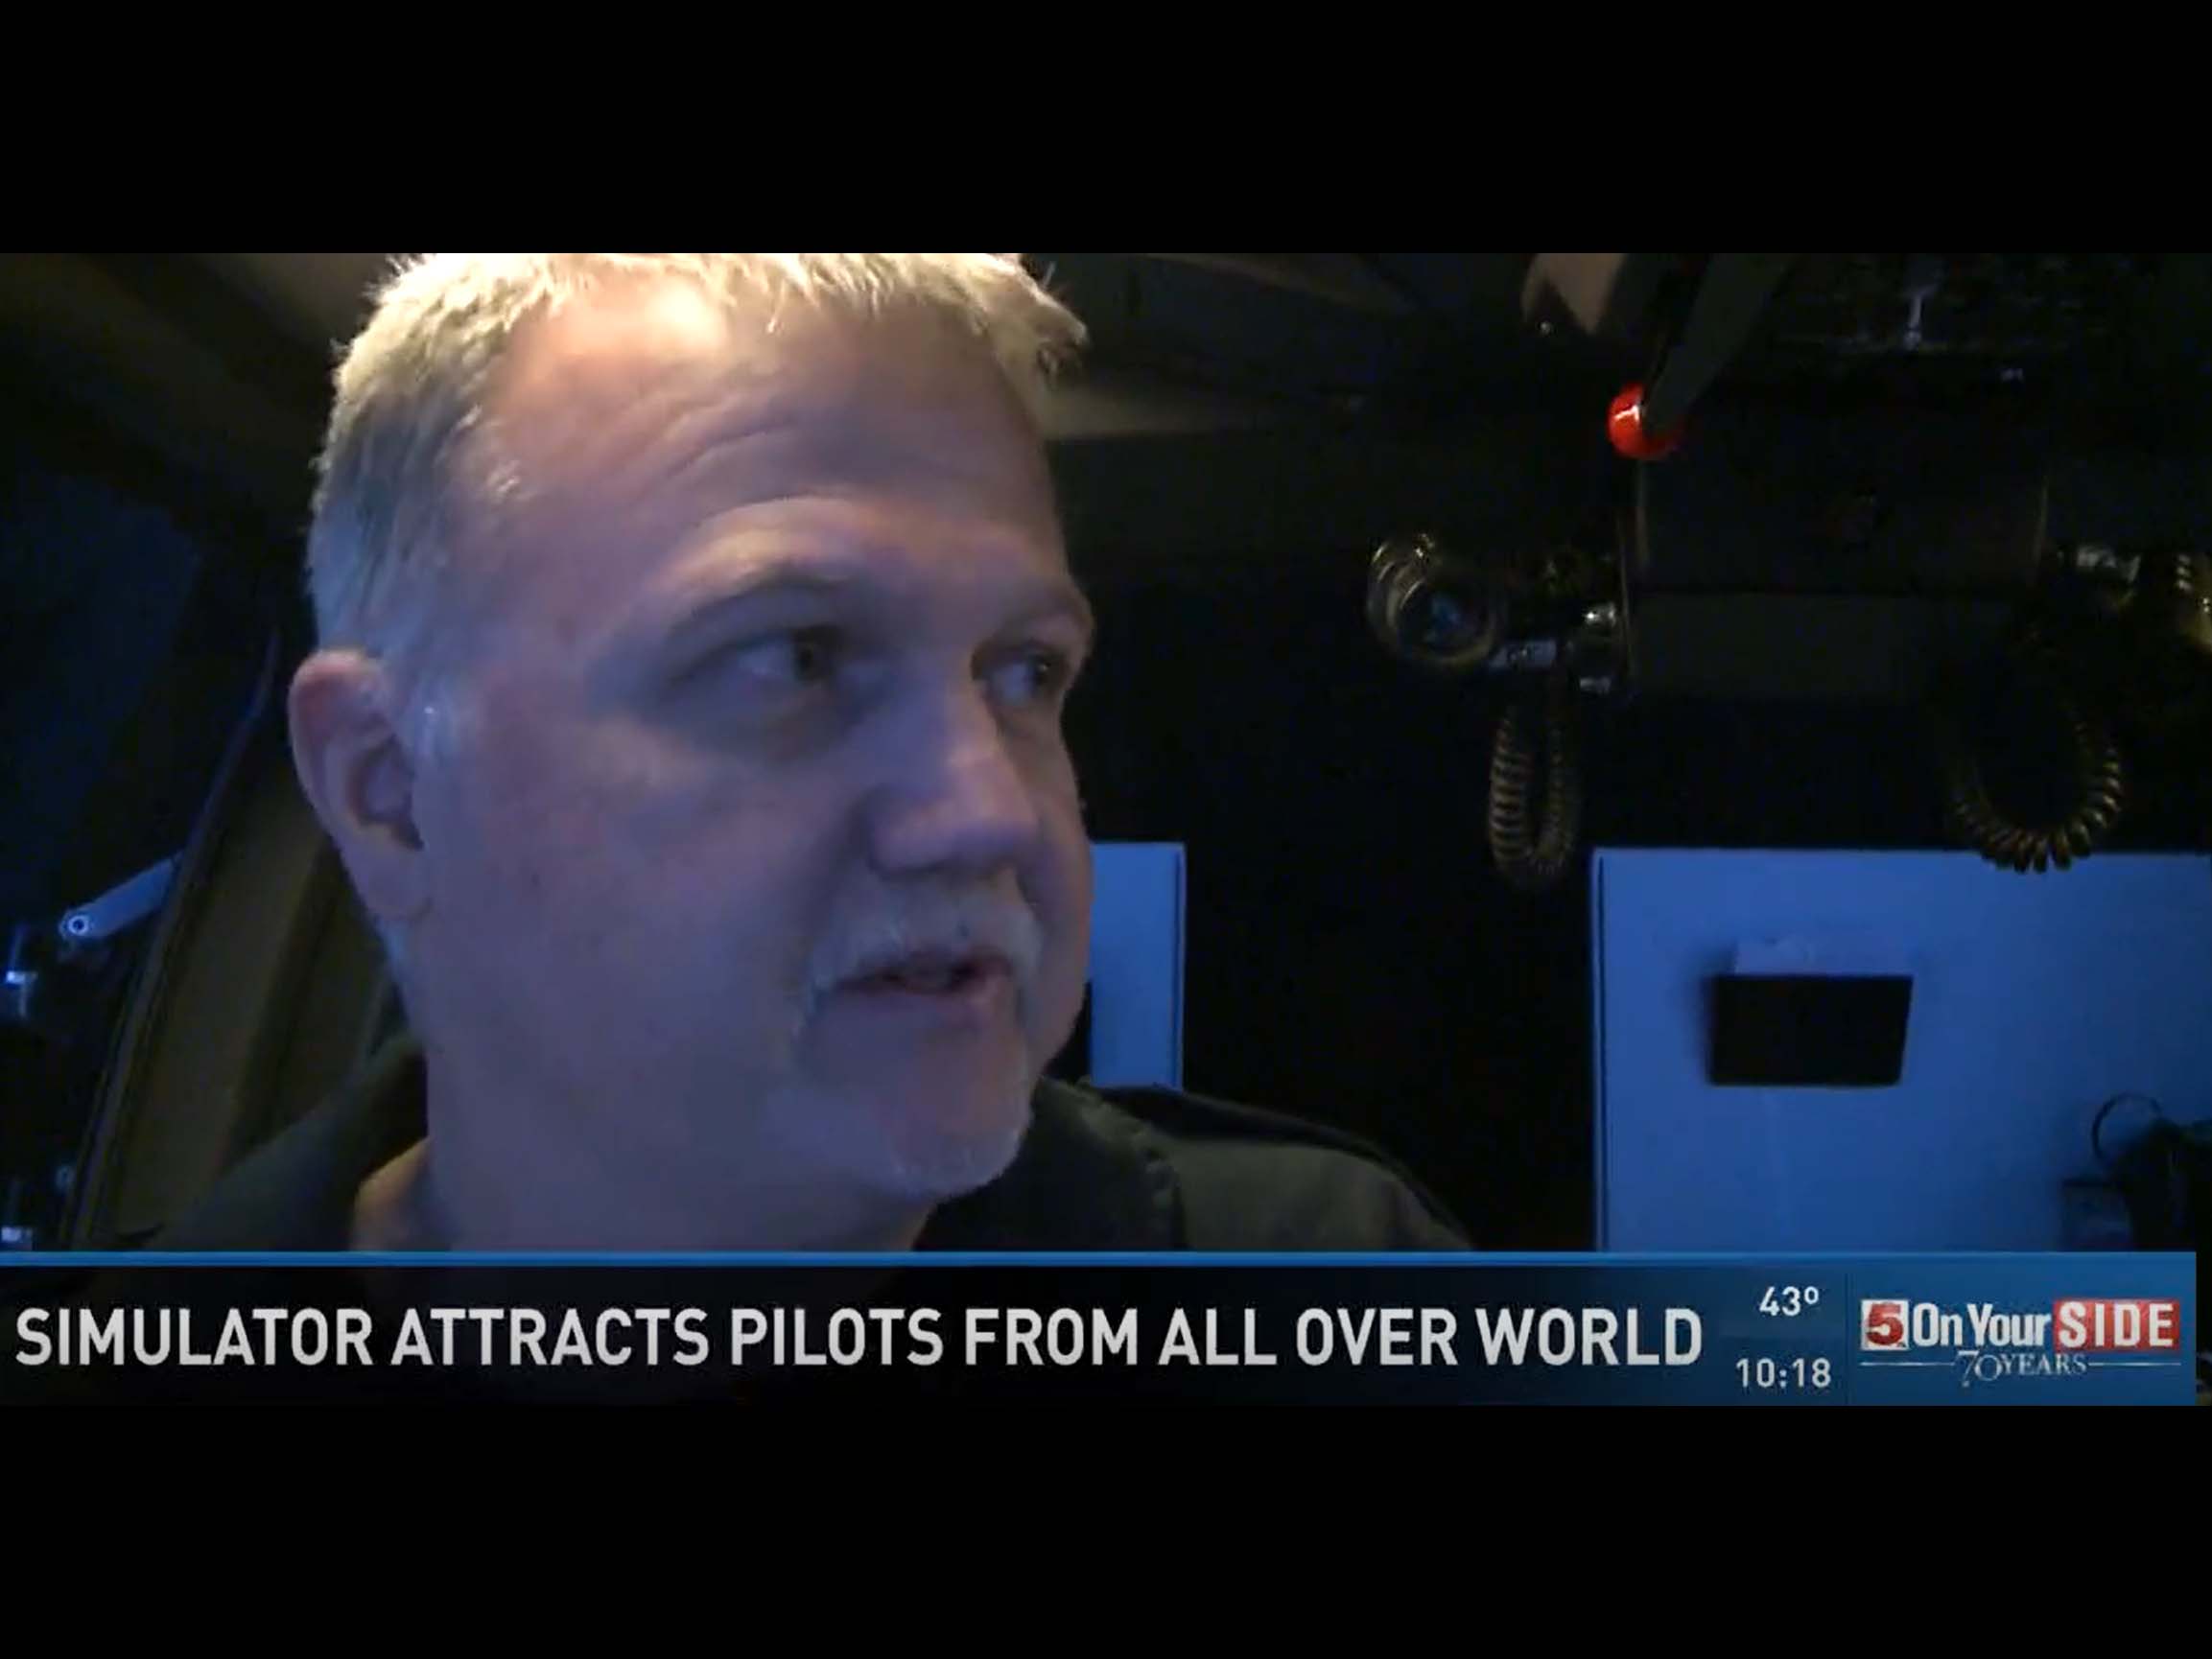 SIMULATOR ATTRACTS PILOTS FROM ALL OVER WORLD
43°
10:18
5 On Your SIDE
70 YEARS